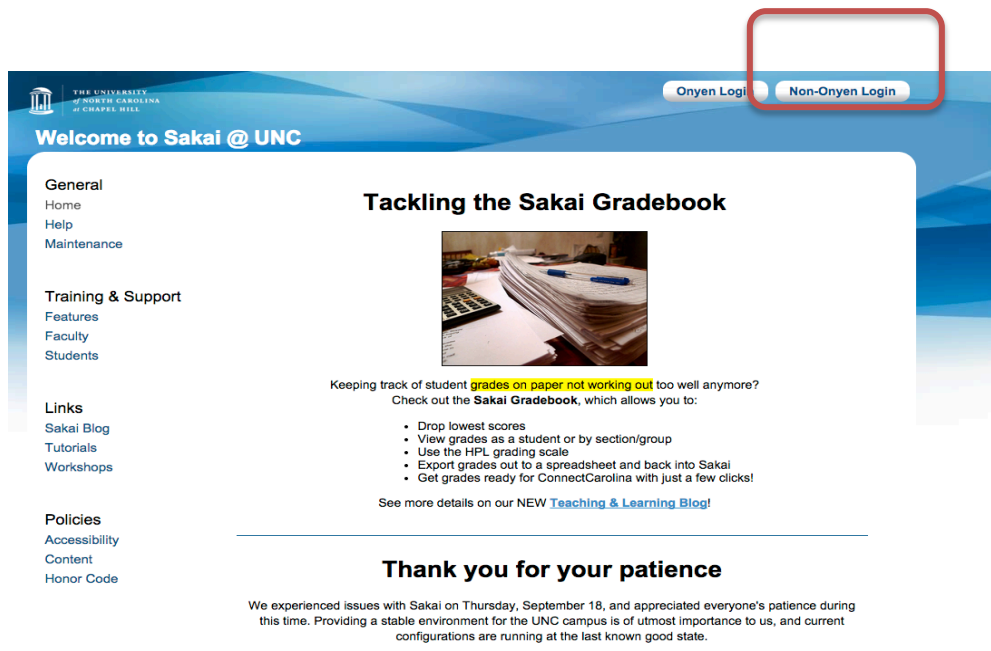 THE UNIVERSITY
of NORTH CAROLINA
at CHAPEL HILL
Onyen Login
Non-Onyen Login
Welcome to Sakai @ UNC
General
Home
Help
Maintenance
Training & Support
Features
Faculty
Students
Links
Sakai Blog
Tutorials
Workshops
Policies
Accessibility
Content
Honor Code
Tackling the Sakai Gradebook
Keeping track of student grades on paper not working out too well anymore?
Check out the Sakai Gradebook, which allows you to:
• Drop lowest scores
• View grades as a student or by section/group
• Use the HPL grading scale
• Export grades out to a spreadsheet and back into Sakai
• Get grades ready for ConnectCarolina with just a few clicks!
See more details on our NEW Teaching & Learning Blog!
Thank you for your patience
We experienced issues with Sakai on Thursday, September 18, and appreciated everyone's patience during
this time. Providing a stable environment for the UNC campus is of utmost importance to us, and current
configurations are running at the last known good state.